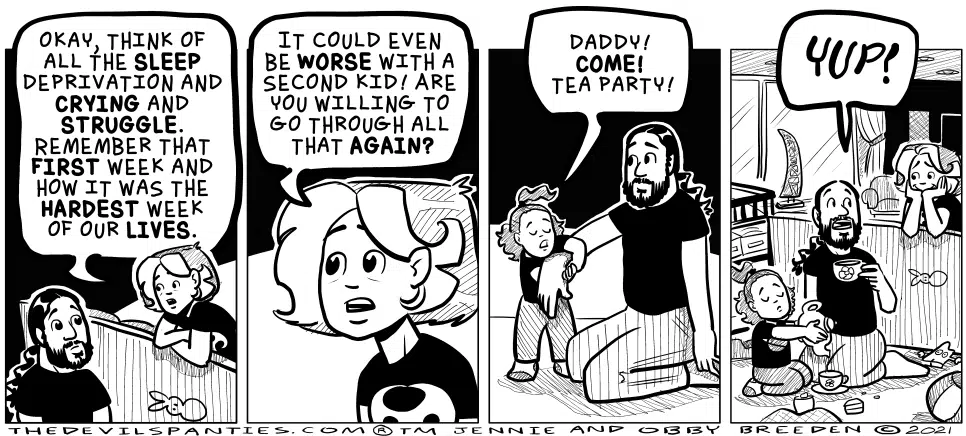 OKAY, THINK OF
ALL THE SLEEP
DEPRIVATION AND
CRYING AND
STRUGGLE.
REMEMBER THAT
FIRST WEEK AND
HOW IT WAS THE
HARDEST WEEK
OF OUR LIVES.
IT COULD EVEN
BE WORSE WITH A
SECOND KID! ARE
YOU WILLING TO
GO THROUGH ALL
THAT AGAIN?
DADDY!
COME!
TEA PARTY!
YUP!
THEDEVILSPANTIES.COM ® TM JENNIE AND OBBY BREEDEN © 2021